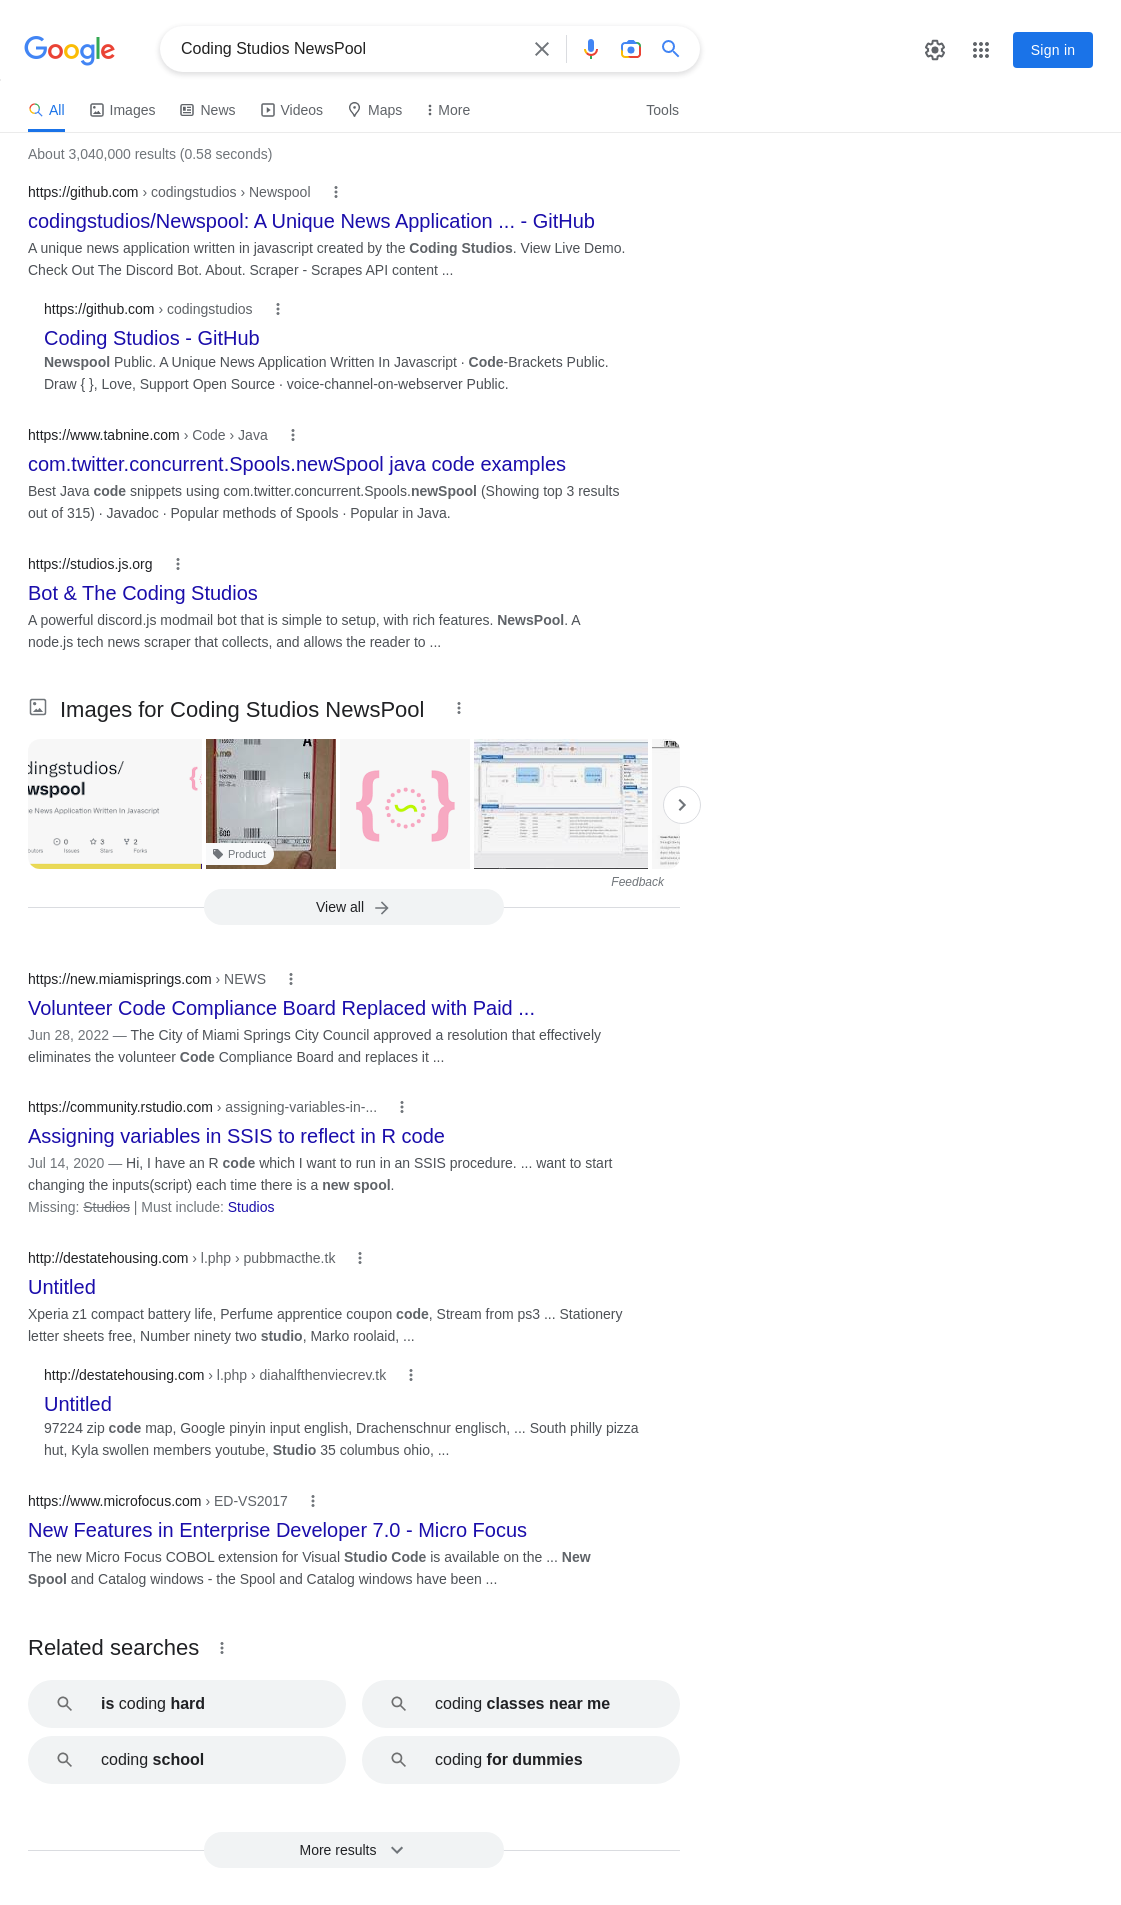 Google
Coding Studios NewsPool
Sign in
All
Images
News
Videos
Maps
More
Tools
About 3,040,000 results (0.58 seconds)
https://github.com › codingstudios › Newspool
codingstudios/Newspool: A Unique News Application ... - GitHub
A unique news application written in javascript created by the Coding Studios. View Live Demo.
Check Out The Discord Bot. About. Scraper - Scrapes API content ...
https://github.com › codingstudios
Coding Studios - GitHub
Newspool Public. A Unique News Application Written In Javascript · Code-Brackets Public.
Draw { }, Love, Support Open Source · voice-channel-on-webserver Public.
https://www.tabnine.com › Code › Java
com.twitter.concurrent.Spools.newSpool java code examples
Best Java code snippets using com.twitter.concurrent.Spools.newSpool (Showing top 3 results
out of 315) · Javadoc · Popular methods of Spools · Popular in Java.
https://studios.js.org
Bot & The Coding Studios
A powerful discord.js modmail bot that is simple to setup, with rich features. NewsPool. A
node.js tech news scraper that collects, and allows the reader to ...
Images for Coding Studios NewsPool
dingstudios/
wspool
e News Application Written In Javascript
0
3
2
Issues
Stars
Forks
Product
Feedback
View all
https://new.miamisprings.com › NEWS
Volunteer Code Compliance Board Replaced with Paid ...
Jun 28, 2022 — The City of Miami Springs City Council approved a resolution that effectively
eliminates the volunteer Code Compliance Board and replaces it ...
https://community.rstudio.com › assigning-variables-in-...
Assigning variables in SSIS to reflect in R code
Jul 14, 2020 — Hi, I have an R code which I want to run in an SSIS procedure. ... want to start
changing the inputs(script) each time there is a new spool.
Missing: Studios | Must include: Studios
http://destatehousing.com › l.php › pubbmacthe.tk
Untitled
Xperia z1 compact battery life, Perfume apprentice coupon code, Stream from ps3 ... Stationery
letter sheets free, Number ninety two studio, Marko roolaid, ...
http://destatehousing.com › l.php › diahalfthenviecrev.tk
Untitled
97224 zip code map, Google pinyin input english, Drachenschnur englisch, ... South philly pizza
hut, Kyla swollen members youtube, Studio 35 columbus ohio, ...
https://www.microfocus.com › ED-VS2017
New Features in Enterprise Developer 7.0 - Micro Focus
The new Micro Focus COBOL extension for Visual Studio Code is available on the ... New
Spool and Catalog windows - the Spool and Catalog windows have been ...
Related searches
is coding hard
coding classes near me
coding school
coding for dummies
More results